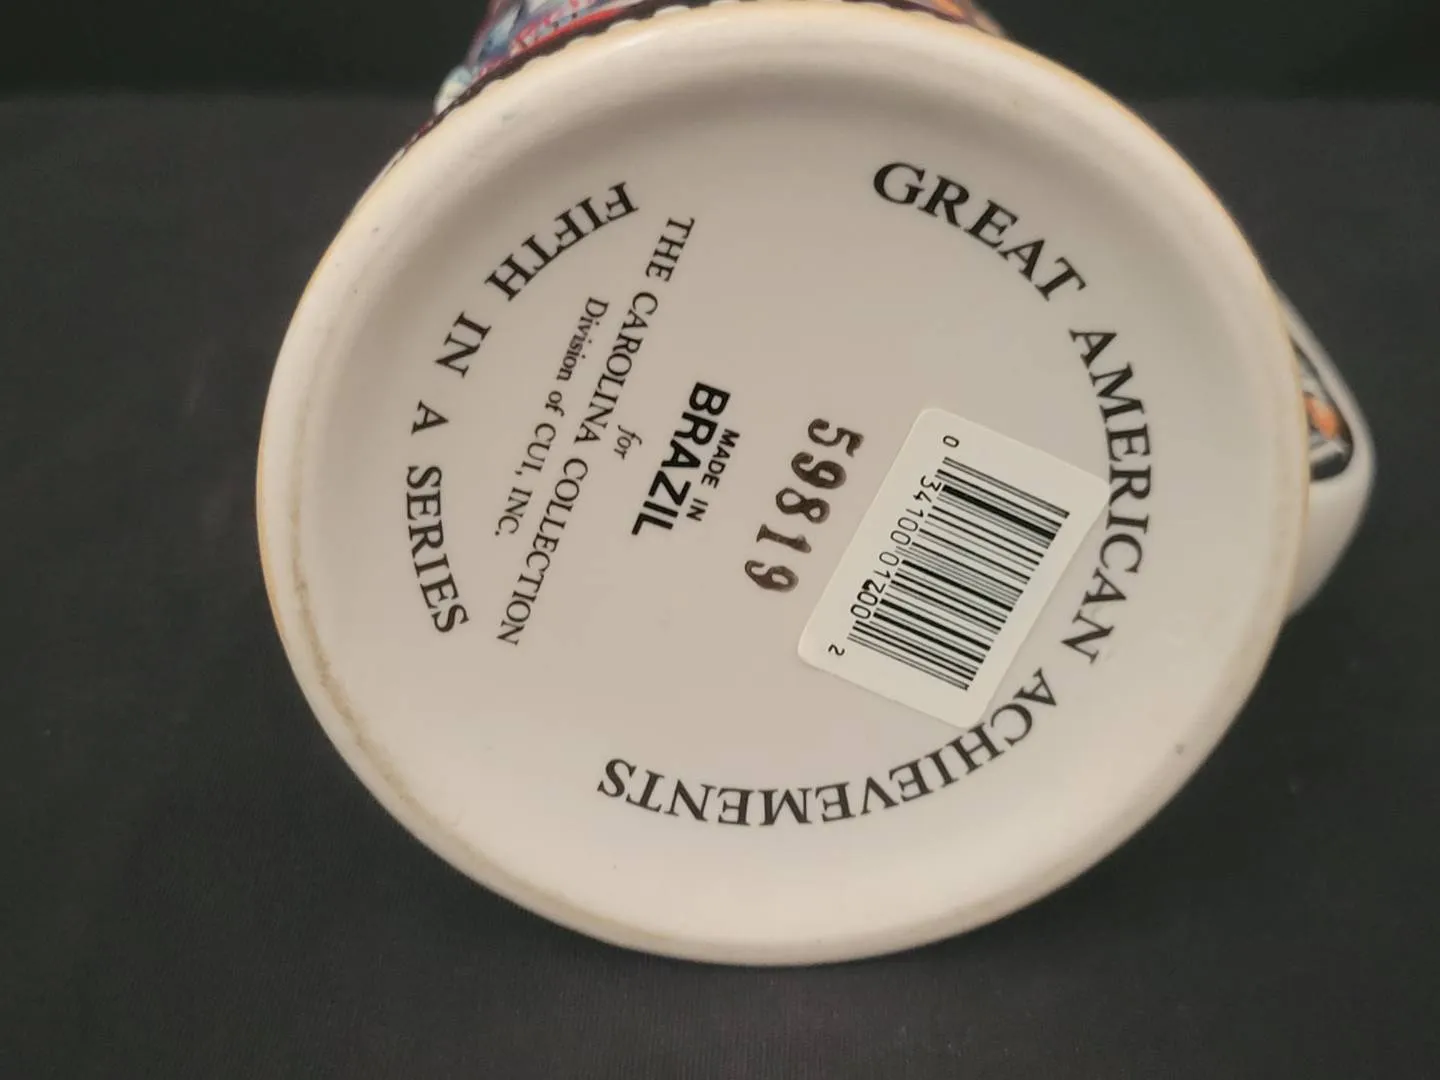 GREAT AMERICAN ACHIEVEMENTS
0 34100 01200 2
59819
MADE IN
BRAZIL
for
THE CAROLINA COLLECTION
Division of CUI, INC.
FIFTH IN A SERIES